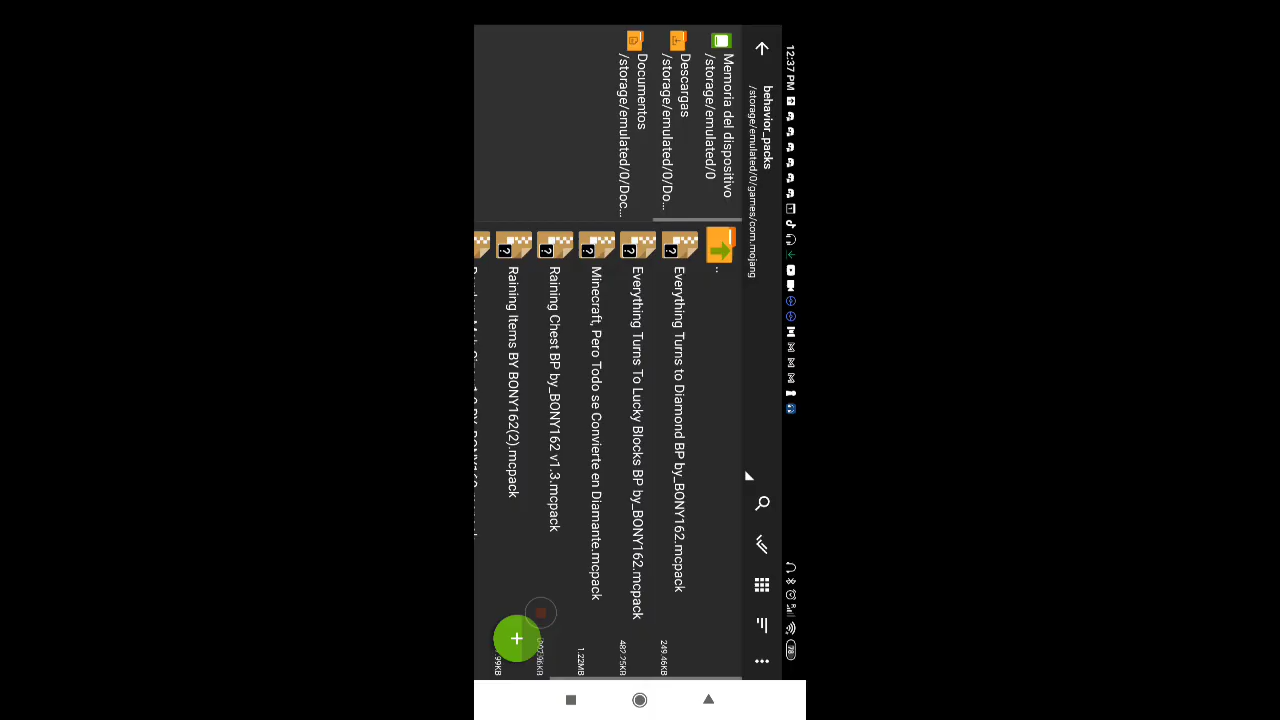 12:37 PM
78
behavior_packs
/storage/emulated/0/games/com.mojang
Memoria del dispositivo
/storage/emulated/0
Descargas
/storage/emulated/0/Do...
Documentos
/storage/emulated/0/Doc...
..
Everything Turns to Diamond BP by_BONY162.mcpack
249.46KB
Everything Turns To Lucky Blocks BP by_BONY162.mcpack
482.25KB
Minecraft, Pero Todo se Convierte en Diamante.mcpack
1.22MB
Raining Chest BP by_BONY162 v1.3.mcpack
Raining Items BY BONY162(2).mcpack